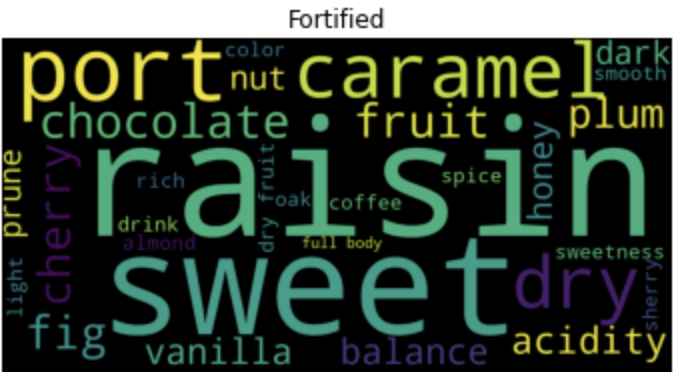 Fortified
port
color
nut
caramel
dark
smooth
chocolate
fruit
plum
raisin
prune
cherry
rich
dry fruit
oak
coffee
spice
honey
drink
almond
full body
sweetness
sweet
dry
sherry
light
fig
vanilla
balance
acidity